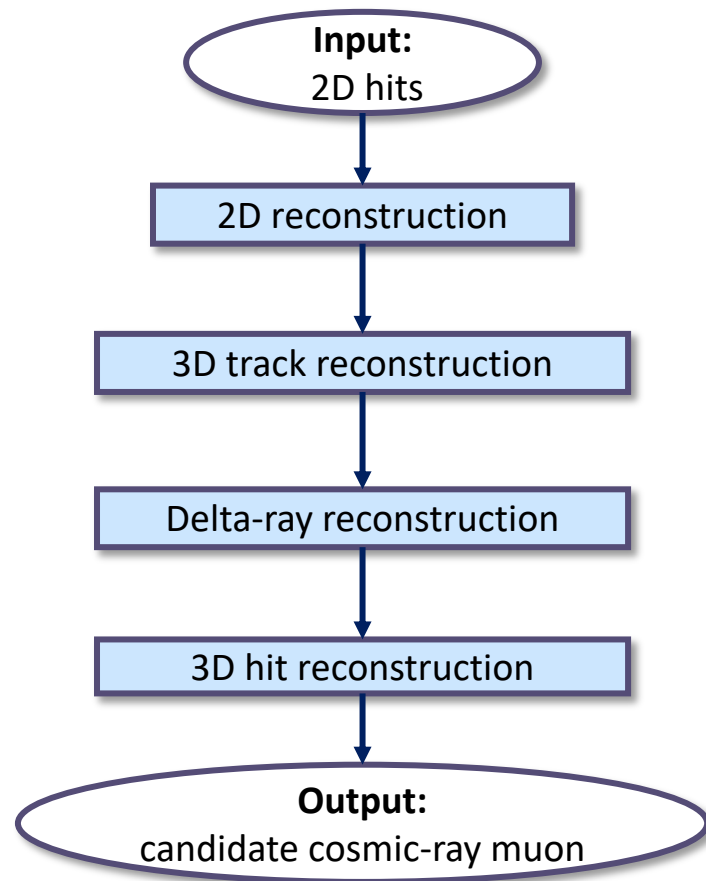 Input:
2D hits
2D reconstruction
3D track reconstruction
Delta-ray reconstruction
3D hit reconstruction
Output:
candidate cosmic-ray muon